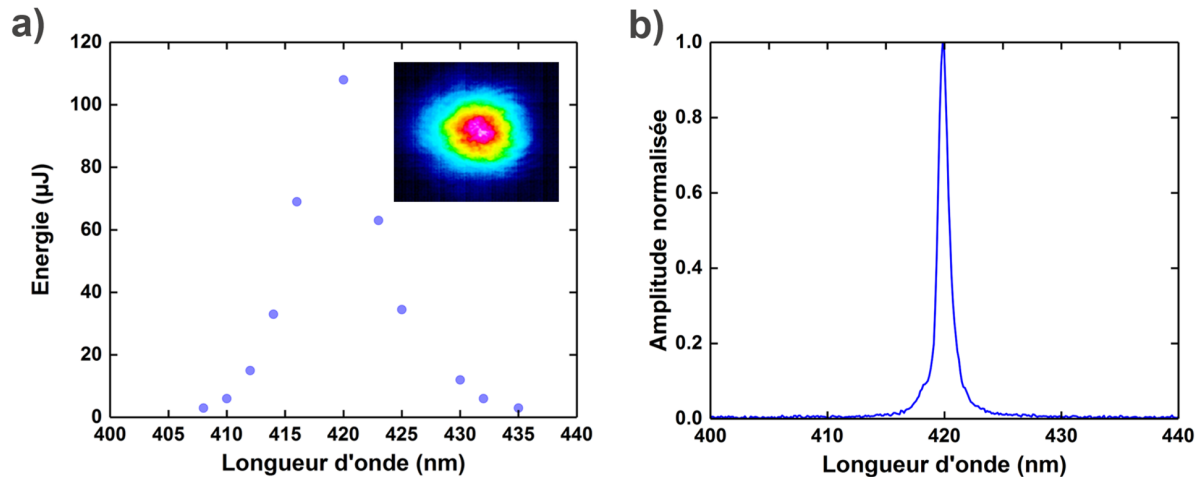 a)
120
100
80
60
40
20
0
Energie (µJ)
400 405 410 415 420 425 430 435 440
Longueur d'onde (nm)
b)
1.0
0.8
0.6
0.4
0.2
0.0
Amplitude normalisée
400 410 420 430 440
Longueur d'onde (nm)